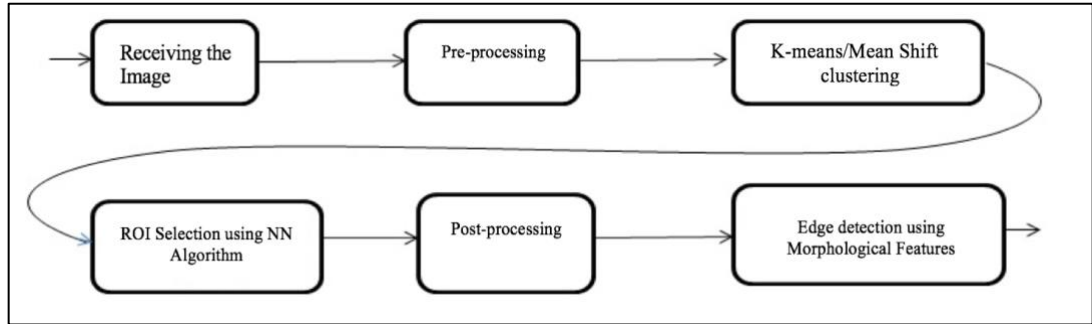 Receiving the
Image
Pre-processing
K-means/Mean Shift
clustering
ROI Selection using NN
Algorithm
Post-processing
Edge detection using
Morphological Features